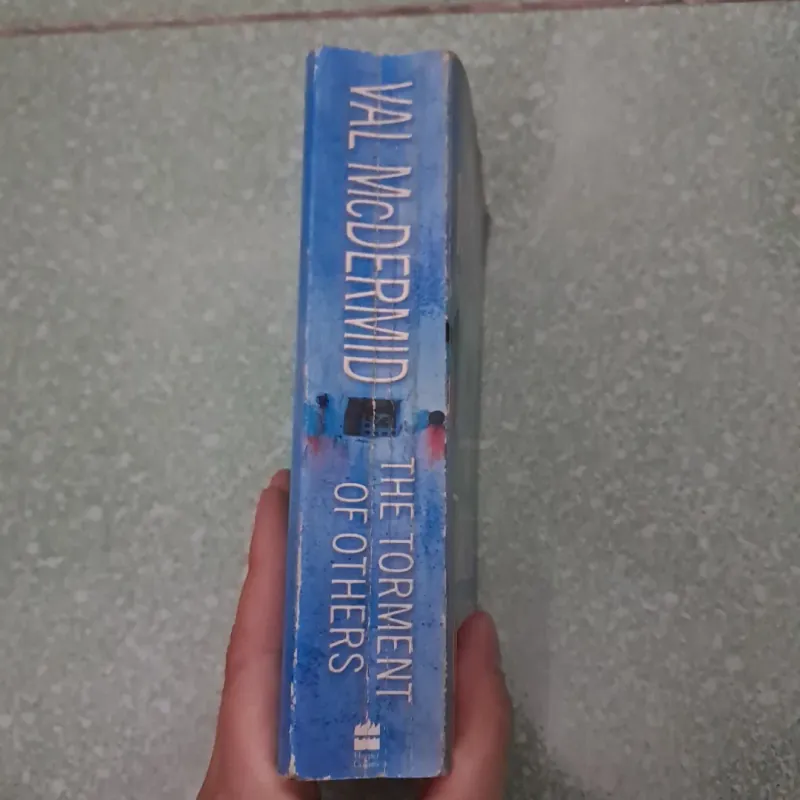 VAL McDERMID
THE TORMENT
OF OTHERS